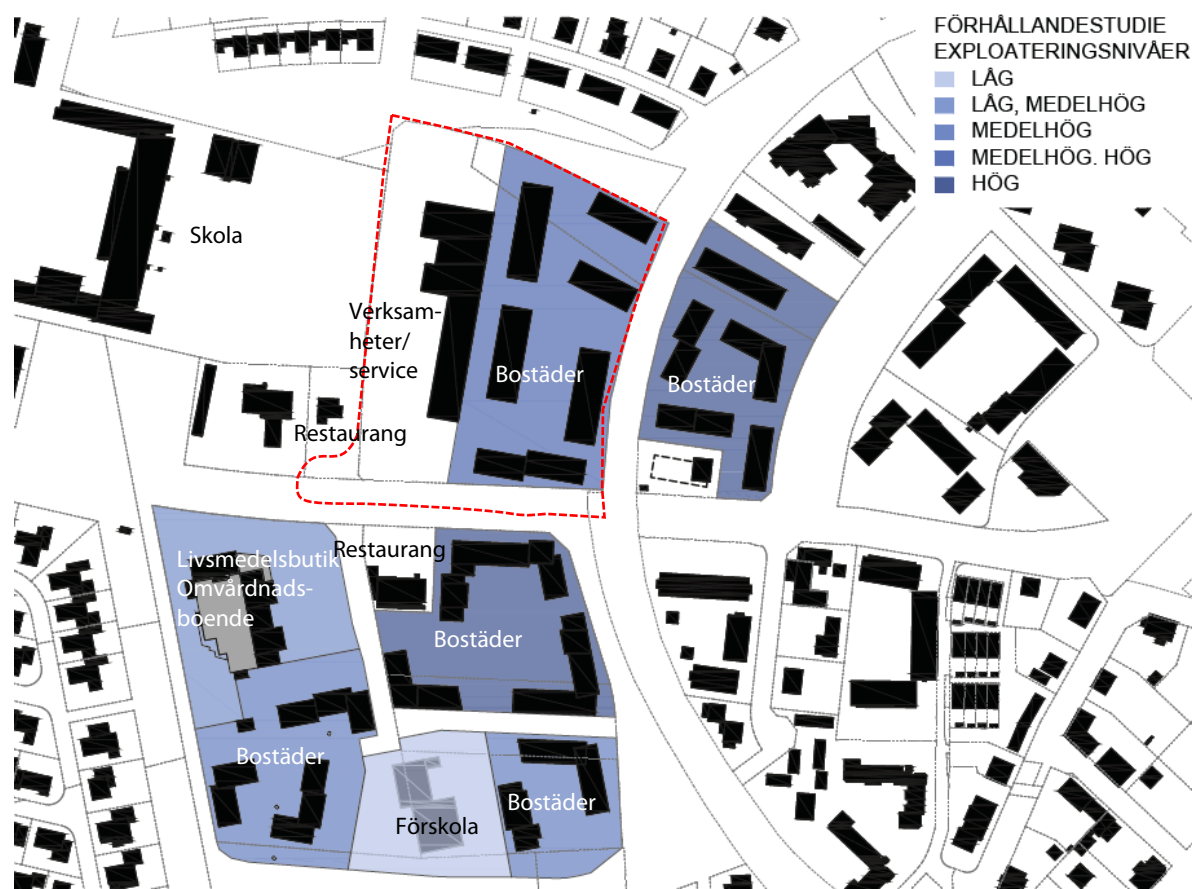 FÖRHÅLLANDESTUDIE
EXPLOATERINGSNIVÅER
LÅG
LÅG, MEDELHÖG
MEDELHÖG
MEDELHÖG. HÖG
HÖG
Skola
Verksam-
heter/
service
Bostäder
Bostäder
Restaurang
Livsmedelsbutik
Omvårdnads-
boende
Restaurang
Bostäder
Bostäder
Förskola
Bostäder